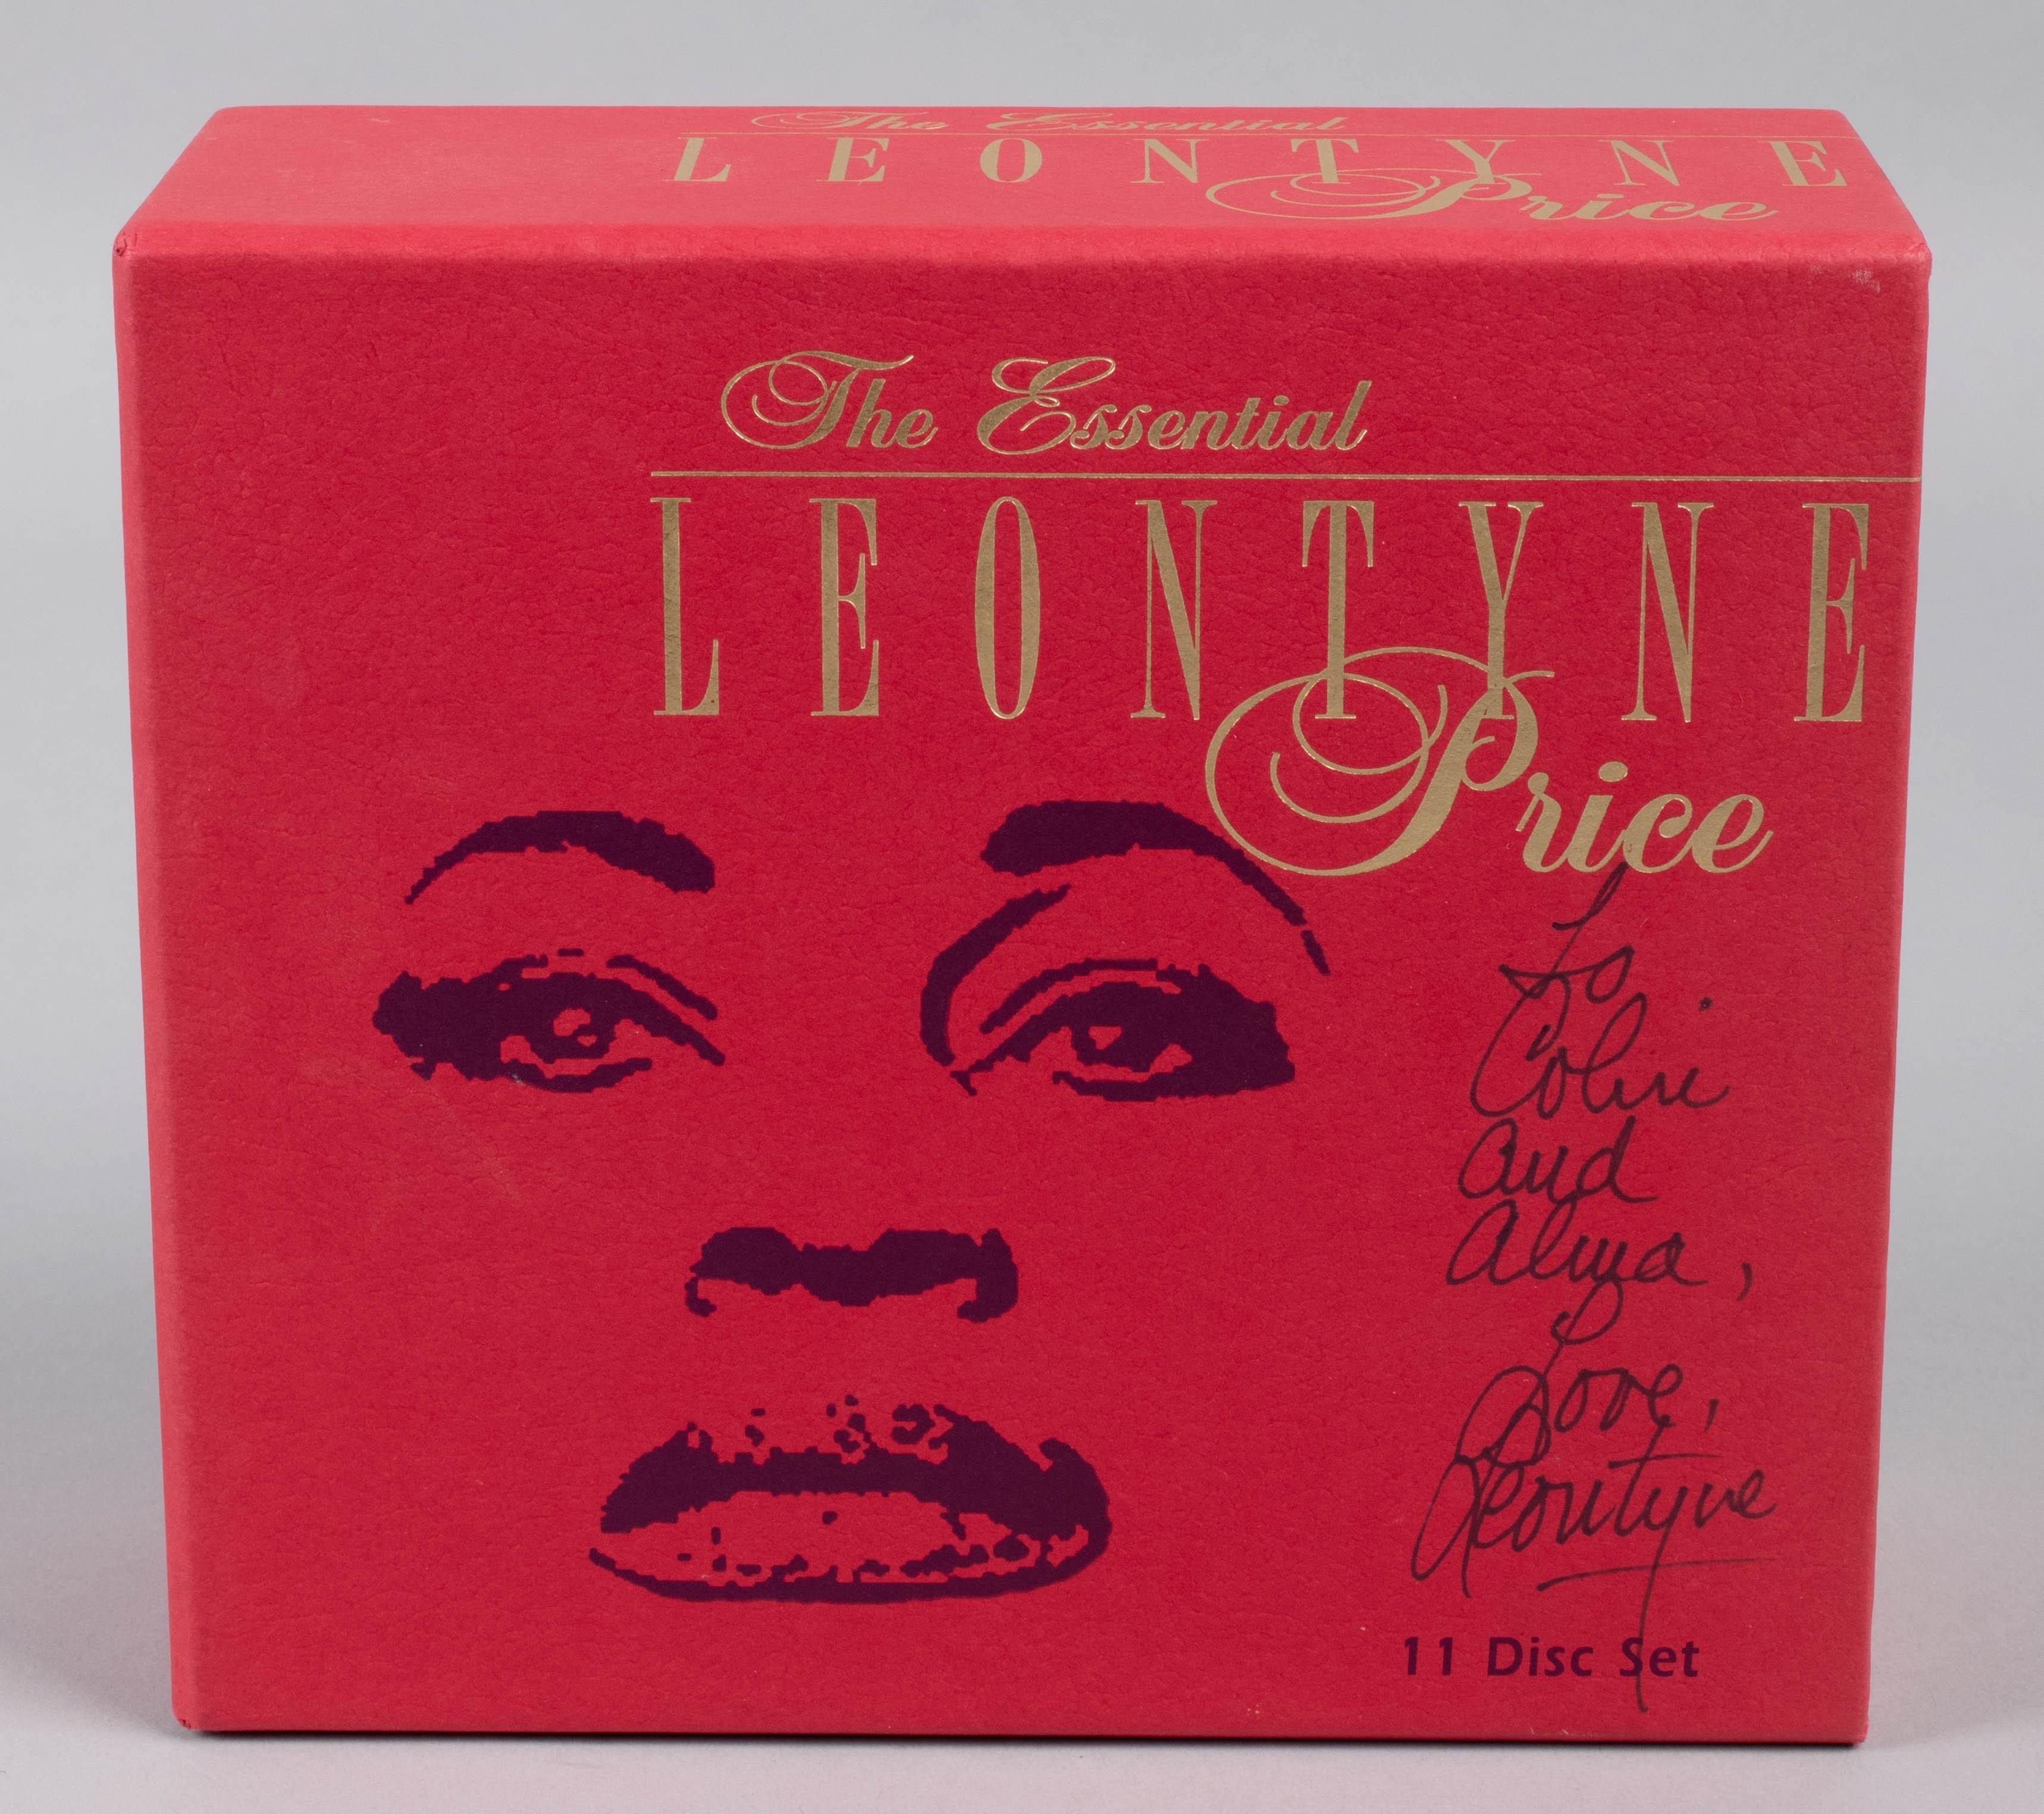 The Essential
LEONTYNE
Price
The Essential
LEONTYNE
Price
To
Colin
and
Alma,
Love,
Leontyne
11 Disc Set